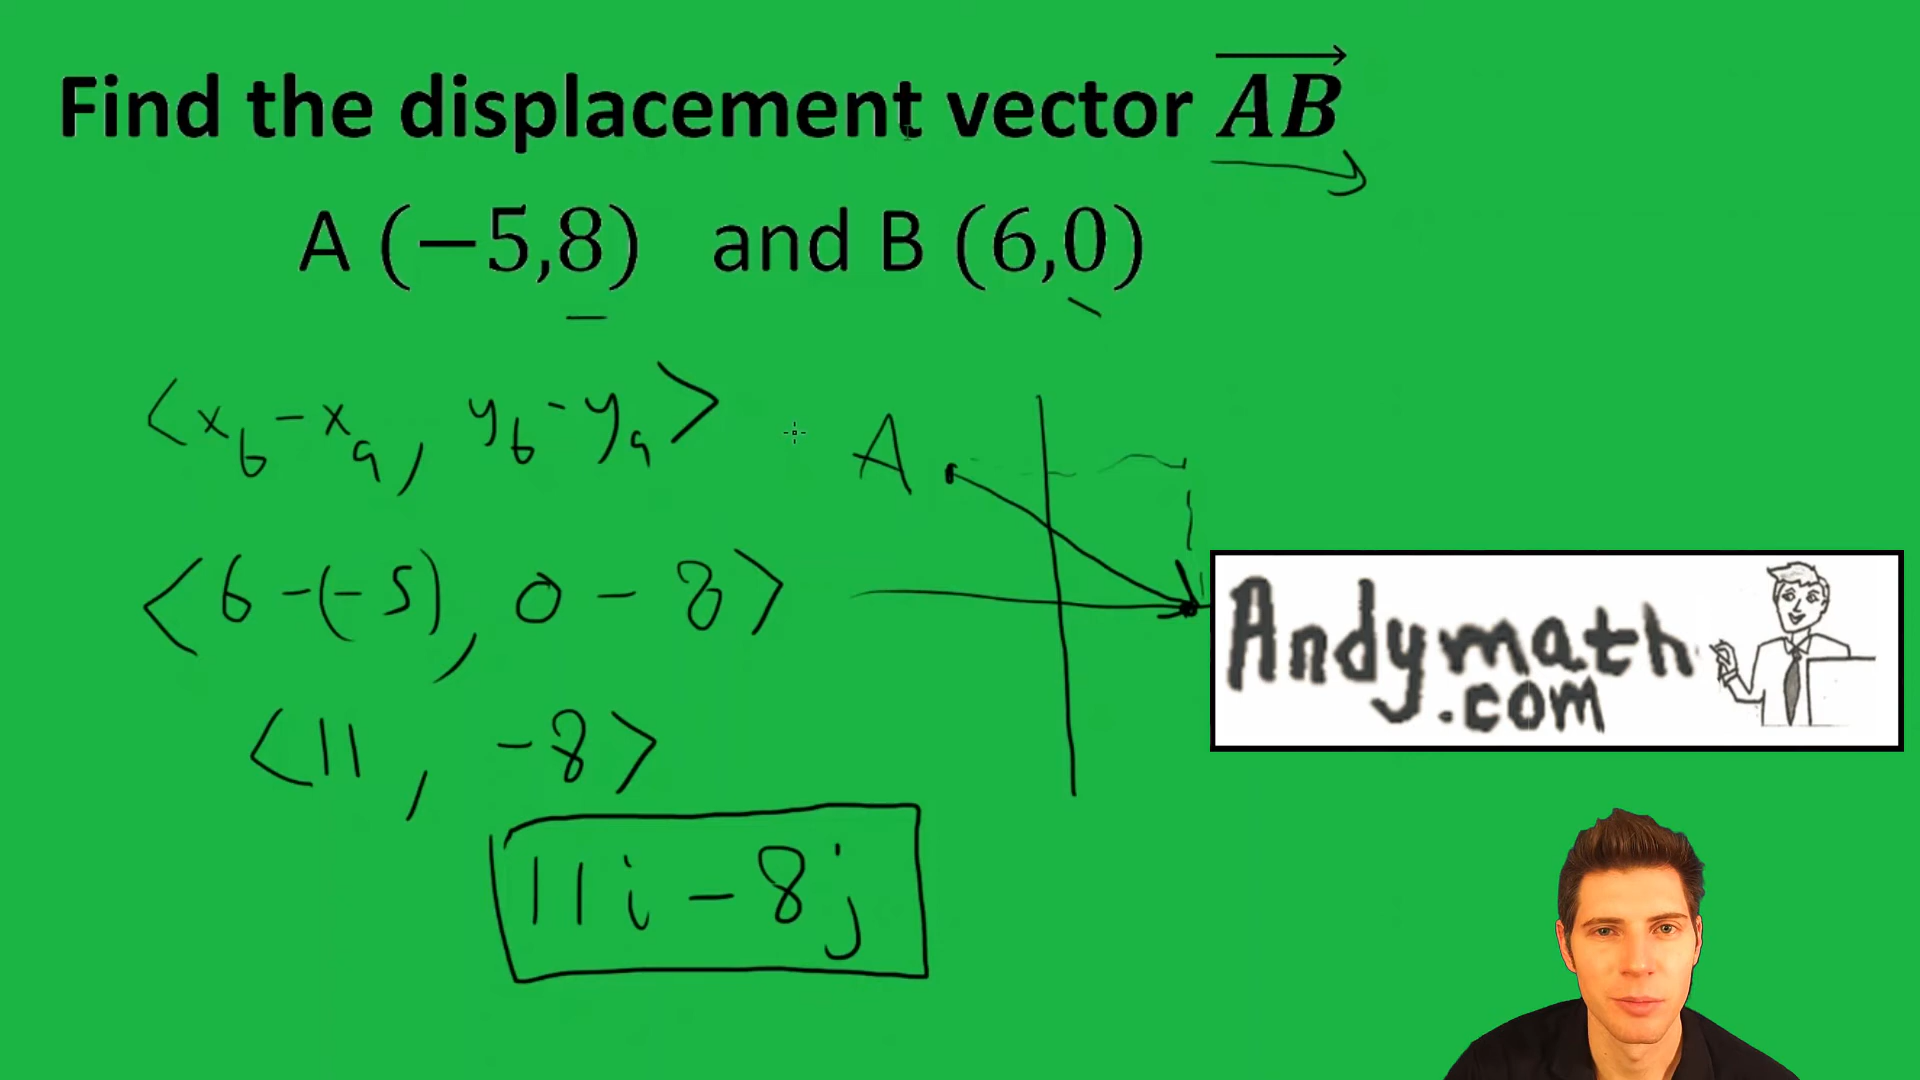 Find the displacement vector \overrightarrow{AB}
A (−5,8) and B (6,0)
<x_b - x_a, y_b - y_a>
A
<6 - (-5), 0 - 8>
Andymath
.com
<11, -8>
11i - 8j